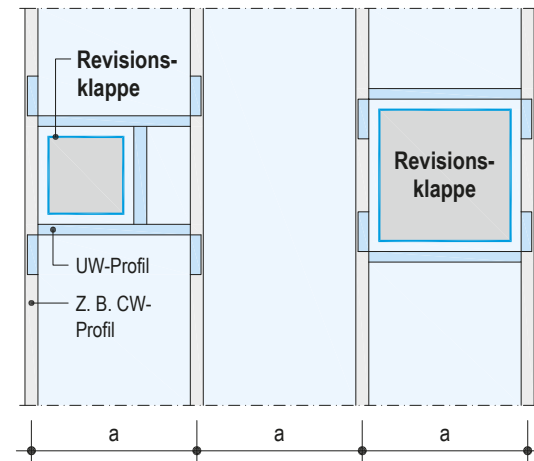 Revisions-
klappe
Revisions-
klappe
UW-Profil
Z. B. CW-
Profil
a
a
a